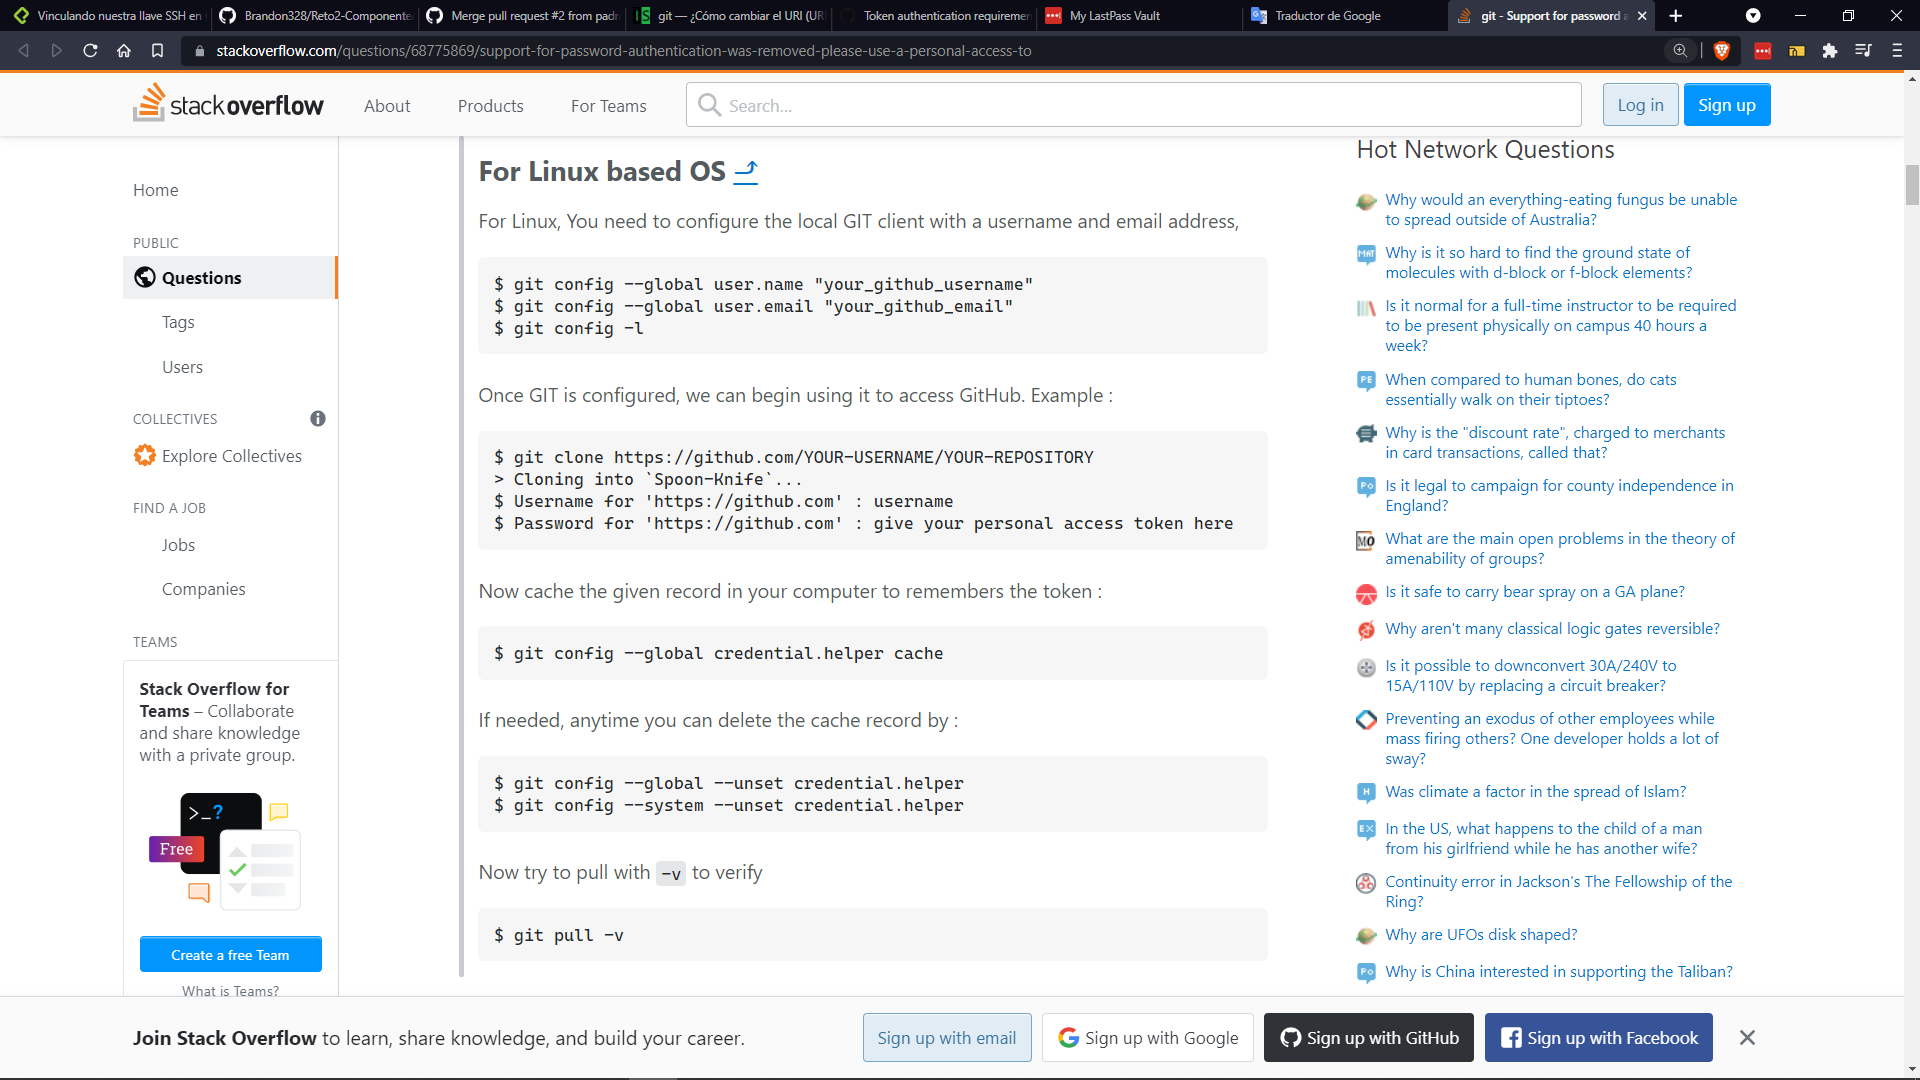 Vinculando nuestra llave SSH en
Brandon328/Reto2-Componente
Merge pull request #2 from padr
git — ¿Cómo cambiar el URI (UR
Token authentication requiremen
My LastPass Vault
Traductor de Google
git - Support for password a
stackoverflow.com/questions/68775869/support-for-password-authentication-was-removed-please-use-a-personal-access-to
stackoverflow
About
Products
For Teams
Search...
Log in
Sign up
Home
PUBLIC
Questions
Tags
Users
COLLECTIVES
Explore Collectives
FIND A JOB
Jobs
Companies
TEAMS
Stack Overflow for
Teams – Collaborate
and share knowledge
with a private group.
>_?
Free
Create a free Team
What is Teams?
For Linux based OS
For Linux, You need to configure the local GIT client with a username and email address,
$ git config --global user.name "your_github_username"
$ git config --global user.email "your_github_email"
$ git config -l
Once GIT is configured, we can begin using it to access GitHub. Example :
$ git clone https://github.com/YOUR-USERNAME/YOUR-REPOSITORY
> Cloning into `Spoon-Knife`...
$ Username for 'https://github.com' : username
$ Password for 'https://github.com' : give your personal access token here
Now cache the given record in your computer to remembers the token :
$ git config --global credential.helper cache
If needed, anytime you can delete the cache record by :
$ git config --global --unset credential.helper
$ git config --system --unset credential.helper
Now try to pull with -v to verify
$ git pull -v
Hot Network Questions
Why would an everything-eating fungus be unable
to spread outside of Australia?
MAT
Why is it so hard to find the ground state of
molecules with d-block or f-block elements?
Is it normal for a full-time instructor to be required
to be present physically on campus 40 hours a
week?
PE
When compared to human bones, do cats
essentially walk on their tiptoes?
Why is the "discount rate", charged to merchants
in card transactions, called that?
Po
Is it legal to campaign for county independence in
England?
MO
What are the main open problems in the theory of
amenability of groups?
Is it safe to carry bear spray on a GA plane?
Why aren't many classical logic gates reversible?
Is it possible to downconvert 30A/240V to
15A/110V by replacing a circuit breaker?
Preventing an exodus of other employees while
mass firing others? One developer holds a lot of
sway?
H
Was climate a factor in the spread of Islam?
EX
In the US, what happens to the child of a man
from his girlfriend while he has another wife?
Continuity error in Jackson's The Fellowship of the
Ring?
Why are UFOs disk shaped?
Po
Why is China interested in supporting the Taliban?
Join Stack Overflow to learn, share knowledge, and build your career.
Sign up with email
Sign up with Google
Sign up with GitHub
Sign up with Facebook